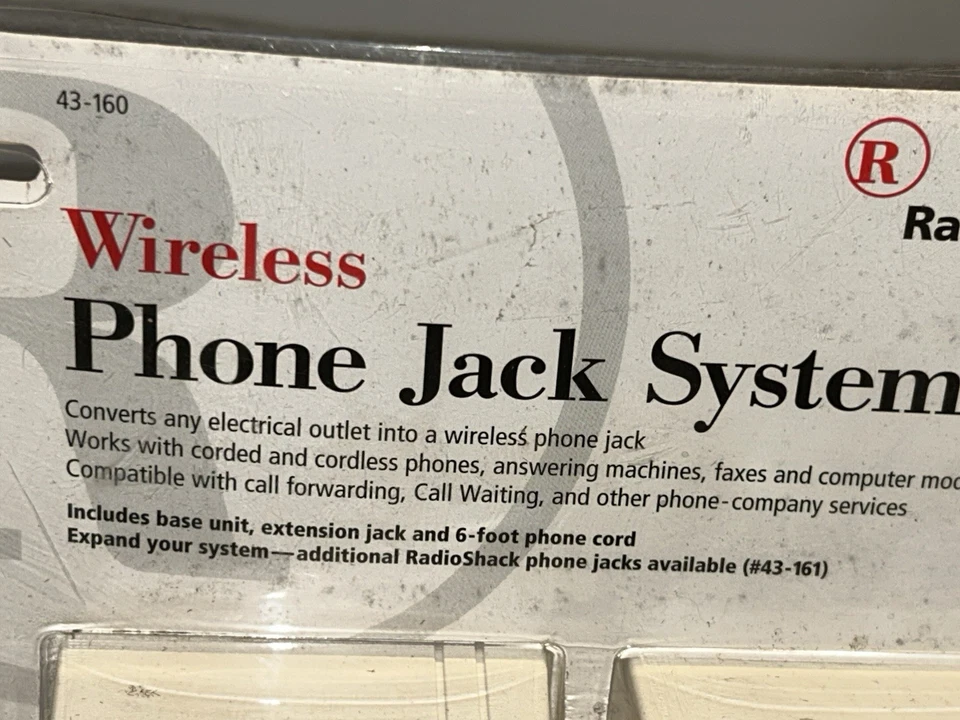 43-160
R
Ra
Wireless
Phone Jack System
Converts any electrical outlet into a wireless phone jack
Works with corded and cordless phones, answering machines, faxes and computer mod
Compatible with call forwarding, Call Waiting, and other phone-company services
Includes base unit, extension jack and 6-foot phone cord
Expand your system—additional RadioShack phone jacks available (#43-161)